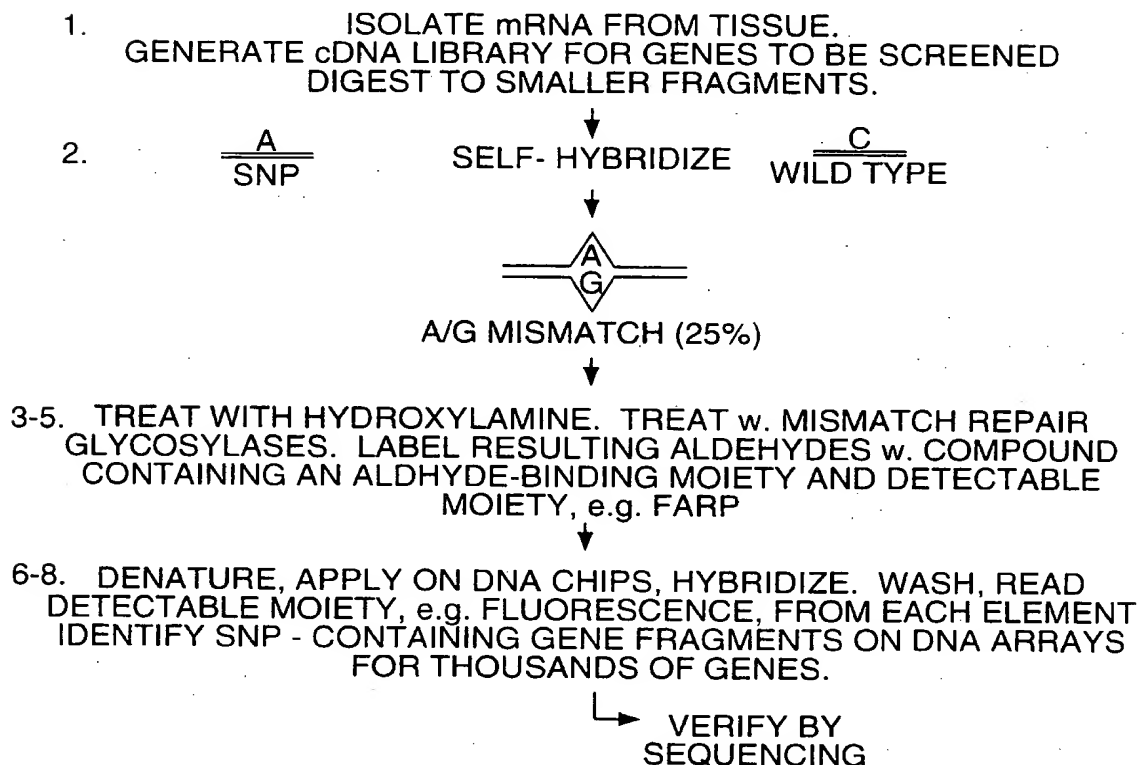 1. ISOLATE mRNA FROM TISSUE.
GENERATE cDNA LIBRARY FOR GENES TO BE SCREENED
DIGEST TO SMALLER FRAGMENTS.
2. A SNP SELF- HYBRIDIZE C WILD TYPE
A
G
A/G MISMATCH (25%)
3-5. TREAT WITH HYDROXYLAMINE. TREAT w. MISMATCH REPAIR
GLYCOSYLASES. LABEL RESULTING ALDEHYDES w. COMPOUND
CONTAINING AN ALDHYDE-BINDING MOIETY AND DETECTABLE
MOIETY, e.g. FARP
6-8. DENATURE, APPLY ON DNA CHIPS, HYBRIDIZE. WASH, READ
DETECTABLE MOIETY, e.g. FLUORESCENCE, FROM EACH ELEMENT
IDENTIFY SNP - CONTAINING GENE FRAGMENTS ON DNA ARRAYS
FOR THOUSANDS OF GENES.
VERIFY BY
SEQUENCING